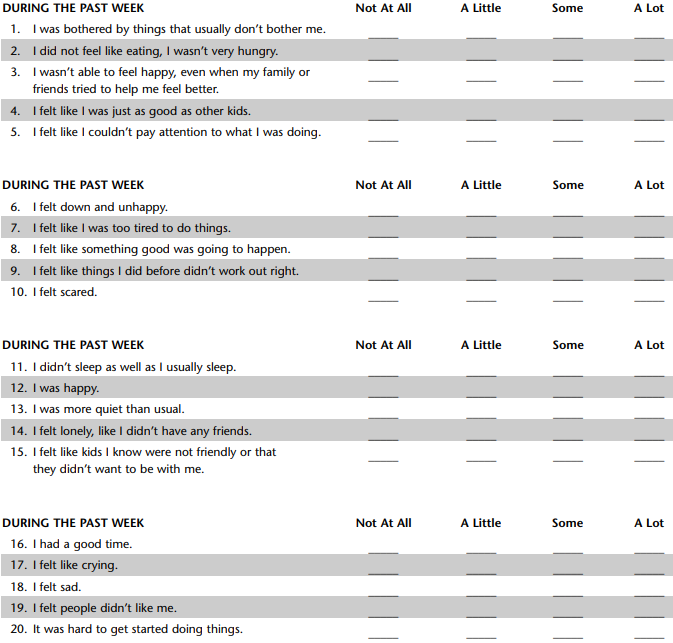 DURING THE PAST WEEK Not At All A Little Some A Lot
1. I was bothered by things that usually don't bother me.
2. I did not feel like eating, I wasn't very hungry.
3. I wasn't able to feel happy, even when my family or
friends tried to help me feel better.
4. I felt like I was just as good as other kids.
5. I felt like I couldn't pay attention to what I was doing.
DURING THE PAST WEEK Not At All A Little Some A Lot
6. I felt down and unhappy.
7. I felt like I was too tired to do things.
8. I felt like something good was going to happen.
9. I felt like things I did before didn't work out right.
10. I felt scared.
DURING THE PAST WEEK Not At All A Little Some A Lot
11. I didn't sleep as well as I usually sleep.
12. I was happy.
13. I was more quiet than usual.
14. I felt lonely, like I didn't have any friends.
15. I felt like kids I know were not friendly or that
they didn't want to be with me.
DURING THE PAST WEEK Not At All A Little Some A Lot
16. I had a good time.
17. I felt like crying.
18. I felt sad.
19. I felt people didn't like me.
20. It was hard to get started doing things.